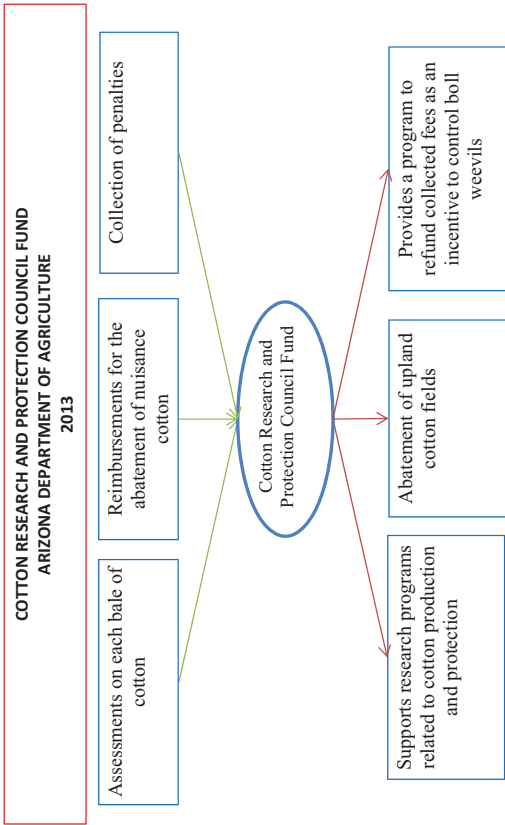 COTTON RESEARCH AND PROTECTION COUNCIL FUND
ARIZONA DEPARTMENT OF AGRICULTURE
2013
Assessments on each bale of
cotton
Reimbursements for the
abatement of nuisance
cotton
Collection of penalties
Cotton Research and
Protection Council Fund
Supports research programs
related to cotton production
and protection
Abatement of upland
cotton fields
Provides a program to
refund collected fees as an
incentive to control boll
weevils